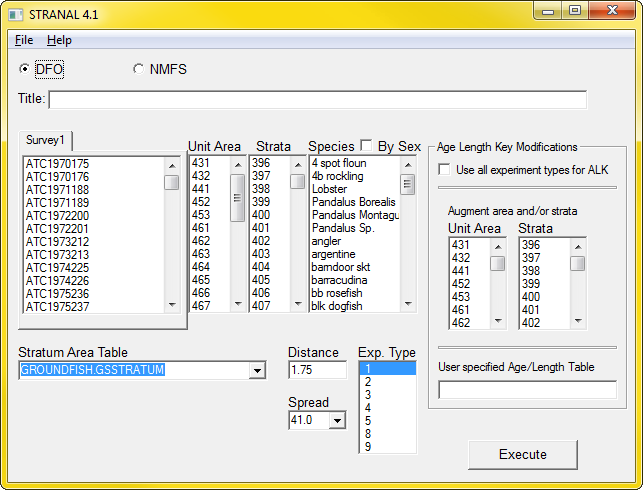 STRANAL 4.1
File Help
DFO NMFS
Title:
Survey1
ATC1970175
ATC1970176
ATC1971188
ATC1971189
ATC1972200
ATC1972201
ATC1973212
ATC1973213
ATC1974225
ATC1974226
ATC1975236
ATC1975237
Unit Area
431
432
441
452
453
461
462
463
464
465
466
467
Strata
396
397
398
399
400
401
402
403
404
405
406
407
Species By Sex
4 spot floun
4b rockling
Lobster
Pandalus Borealis
Pandalus Montagu
Pandalus Sp.
angler
argentine
barndoor skt
barracudina
bb rosefish
blk dogfish
Age Length Key Modifications
Use all experiment types for ALK
Augment area and/or strata
Unit Area
431
432
441
452
453
461
462
Strata
396
397
398
399
400
401
402
User specified Age/Length Table
Stratum Area Table
GROUNDFISH.GSSTRATUM
Distance
1.75
Spread
41.0
Exp. Type
1
2
3
4
5
8
9
Execute